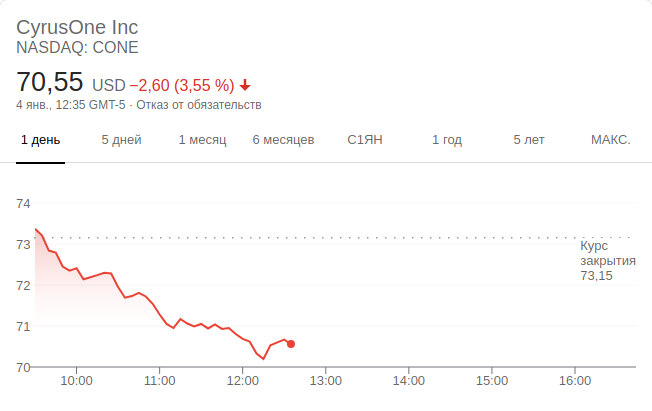 CyrusOne Inc
NASDAQ: CONE
70,55 USD −2,60 (3,55 %)
4 янв., 12:35 GMT-5 · Отказ от обязательств
1 день 5 дней 1 месяц 6 месяцев С1ЯН 1 год 5 лет МАКС.
74
73
72
71
70
Курс
закрытия
73,15
10:00 11:00 12:00 13:00 14:00 15:00 16:00